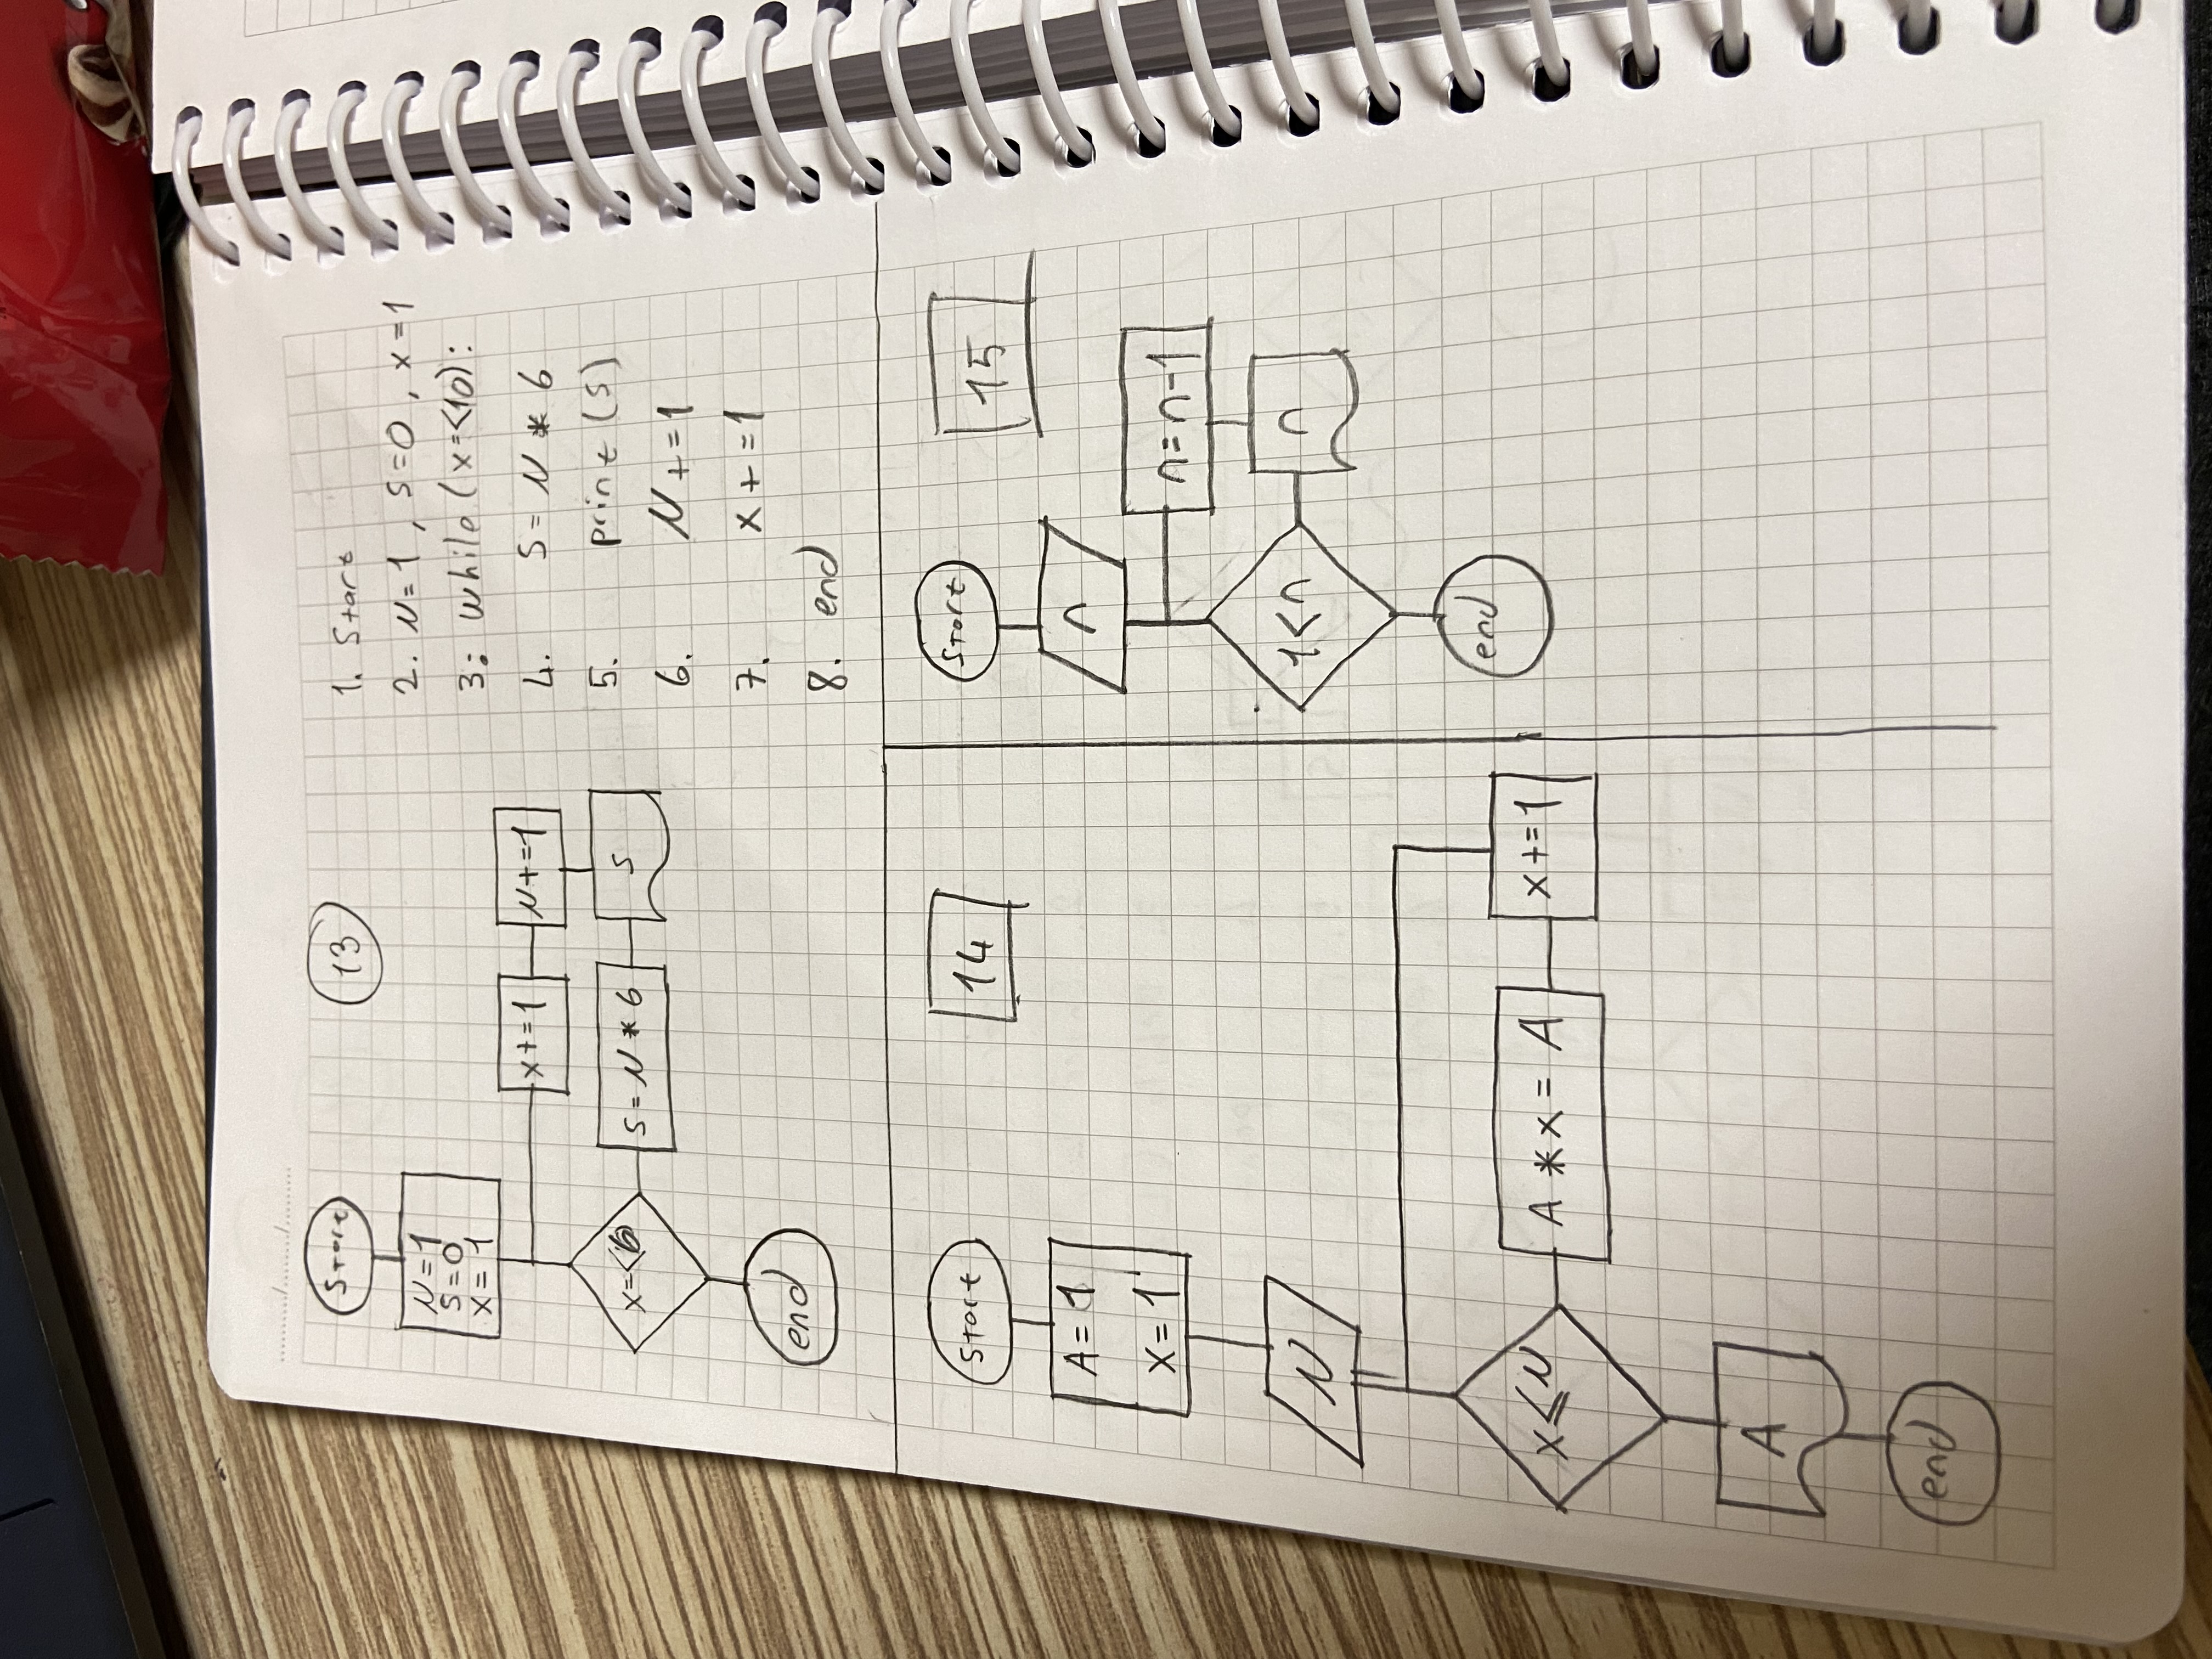 Start
13
N=1
S=0
x=1
x+=1
N+=1
S=N*6
S
end
1. Start
2. N=1, S=0, x=1
3: while(x=<10):
4. S=N*6
5. print(S)
6. N+=1
7. x+=1
8. end
Start
14
A=1
X=1
N
x≤N
A*x=A
x+=1
A
end
Start
15
n
n=n-1
1<n
n
end